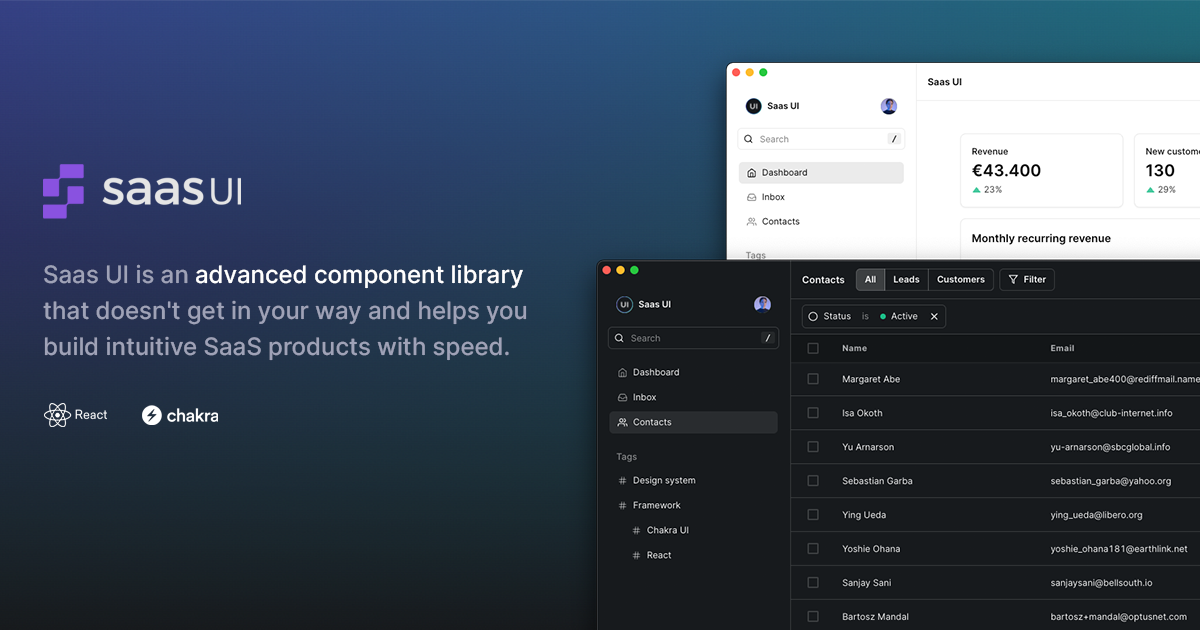 saas UI
Saas UI is an advanced component library
that doesn't get in your way and helps you
build intuitive SaaS products with speed.
React
chakra
UI Saas UI
Search /
Dashboard
Inbox
Contacts
Tags
Saas UI
Revenue
€43.400
23%
New custome
130
29%
Monthly recurring revenue
UI Saas UI
Search /
Dashboard
Inbox
Contacts
Tags
# Design system
# Framework
# Chakra UI
# React
Contacts All Leads Customers Filter
Status is Active
Name Email
Margaret Abe margaret_abe400@rediffmail.name
Isa Okoth isa_okoth@club-internet.info
Yu Arnarson yu-arnarson@sbcglobal.info
Sebastian Garba sebastian_garba@yahoo.org
Ying Ueda ying_ueda@libero.org
Yoshie Ohana yoshie_ohana181@earthlink.net
Sanjay Sani sanjaysani@bellsouth.io
Bartosz Mandal bartosz+mandal@optusnet.com